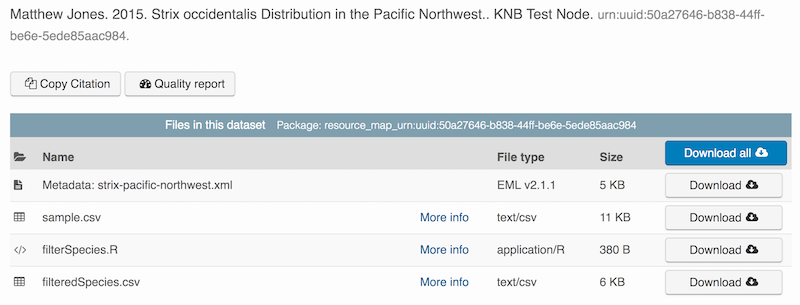 Matthew Jones. 2015. Strix occidentalis Distribution in the Pacific Northwest.. KNB Test Node. urn:uuid:50a27646-b838-44ff-
be6e-5ede85aac984.
Copy Citation Quality report
Files in this dataset Package: resource_map_urn:uuid:50a27646-b838-44ff-be6e-5ede85aac984
Name File type Size Download all
Metadata: strix-pacific-northwest.xml EML v2.1.1 5 KB Download
sample.csv More info text/csv 11 KB Download
filterSpecies.R More info application/R 380 B Download
filteredSpecies.csv More info text/csv 6 KB Download